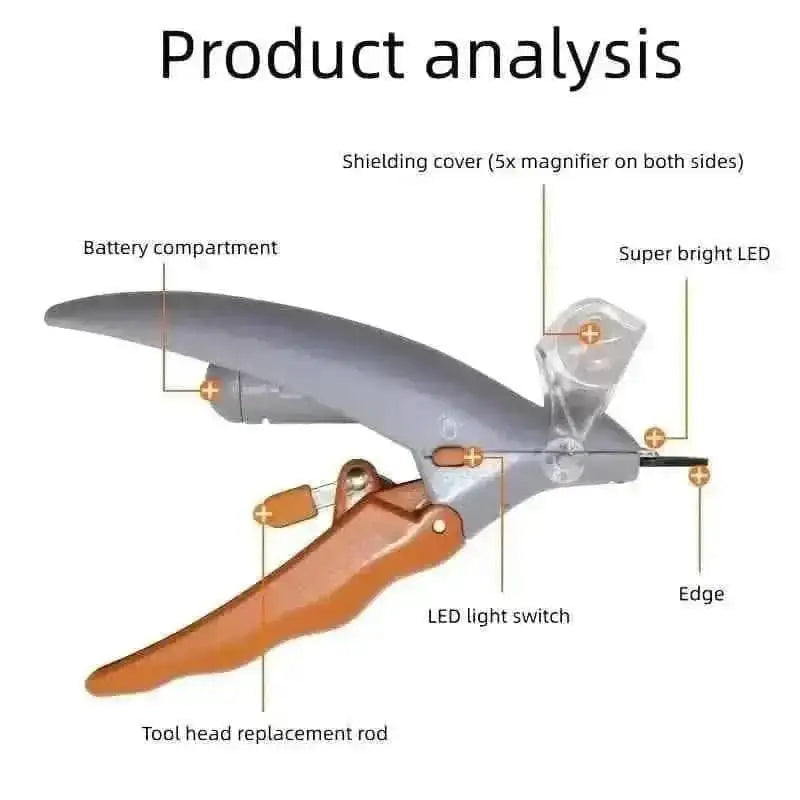 Product analysis
Shielding cover (5x magnifier on both sides)
Battery compartment
Super bright LED
LED light switch
Edge
Tool head replacement rod